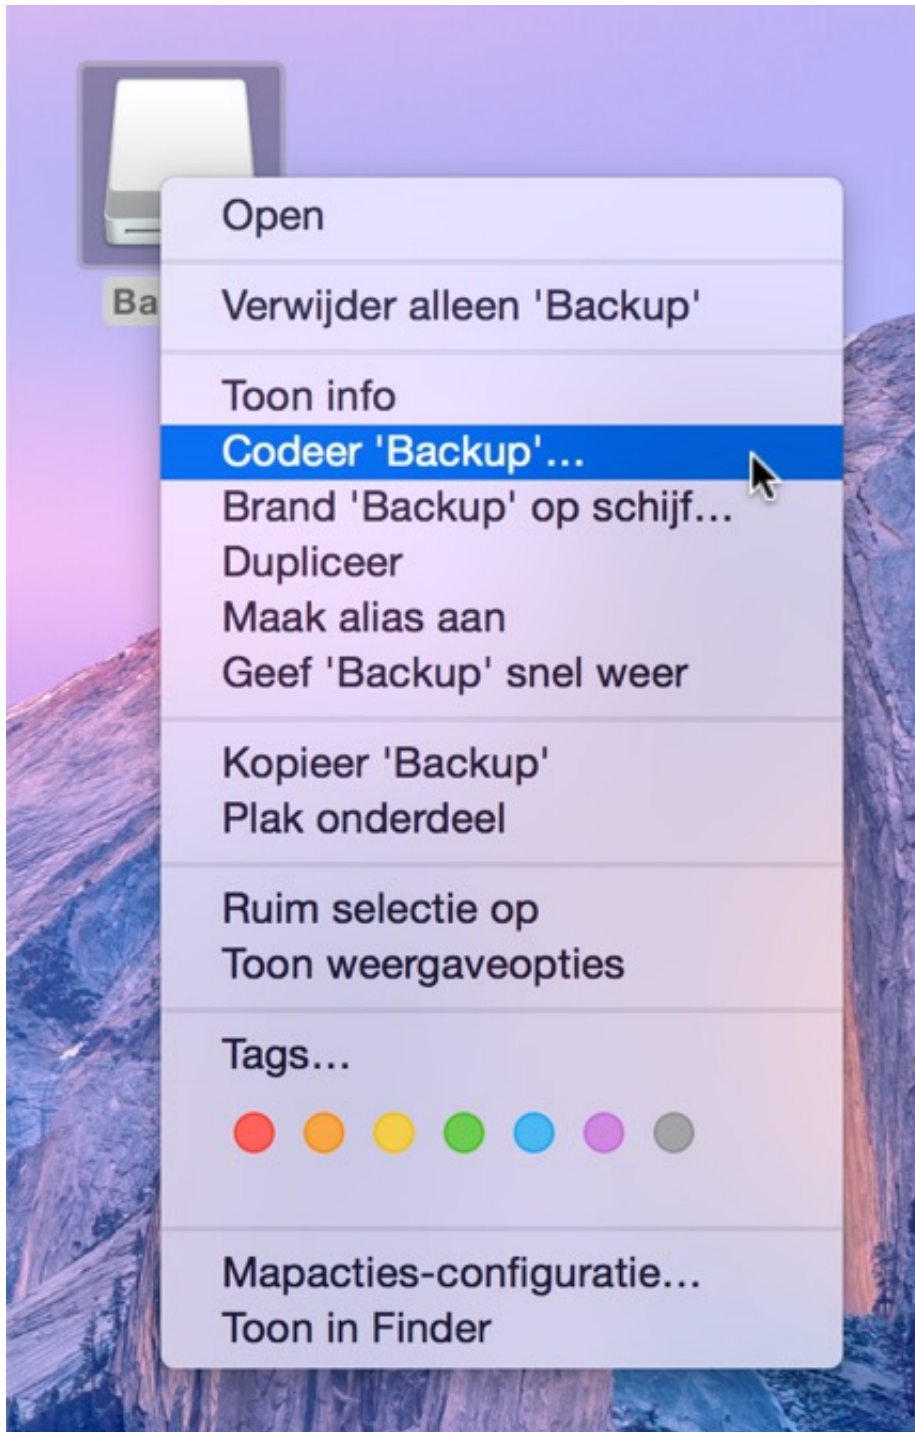 Ba
Open
Verwijder alleen 'Backup'
Toon info
Codeer 'Backup'...
Brand 'Backup' op schijf...
Dupliceer
Maak alias aan
Geef 'Backup' snel weer
Kopieer 'Backup'
Plak onderdeel
Ruim selectie op
Toon weergaveopties
Tags...
Mapacties-configuratie...
Toon in Finder